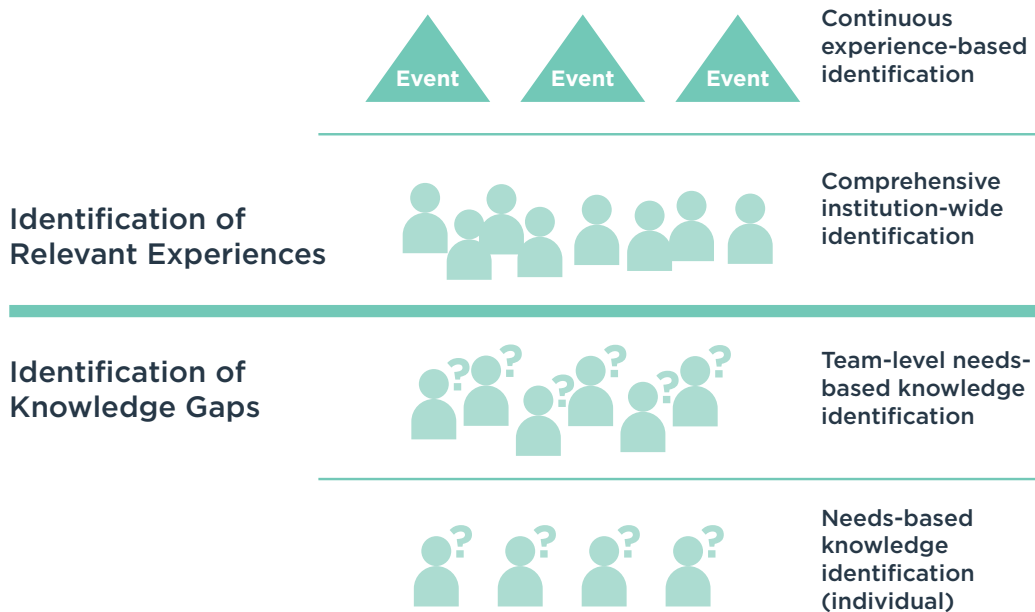 Event Event Event
Continuous
experience-based
identification
Identification of
Relevant Experiences
Comprehensive
institution-wide
identification
Identification of
Knowledge Gaps
? ? ? ? ? ?
Team-level needs-
based knowledge
identification
? ? ? ?
Needs-based
knowledge
identification
(individual)